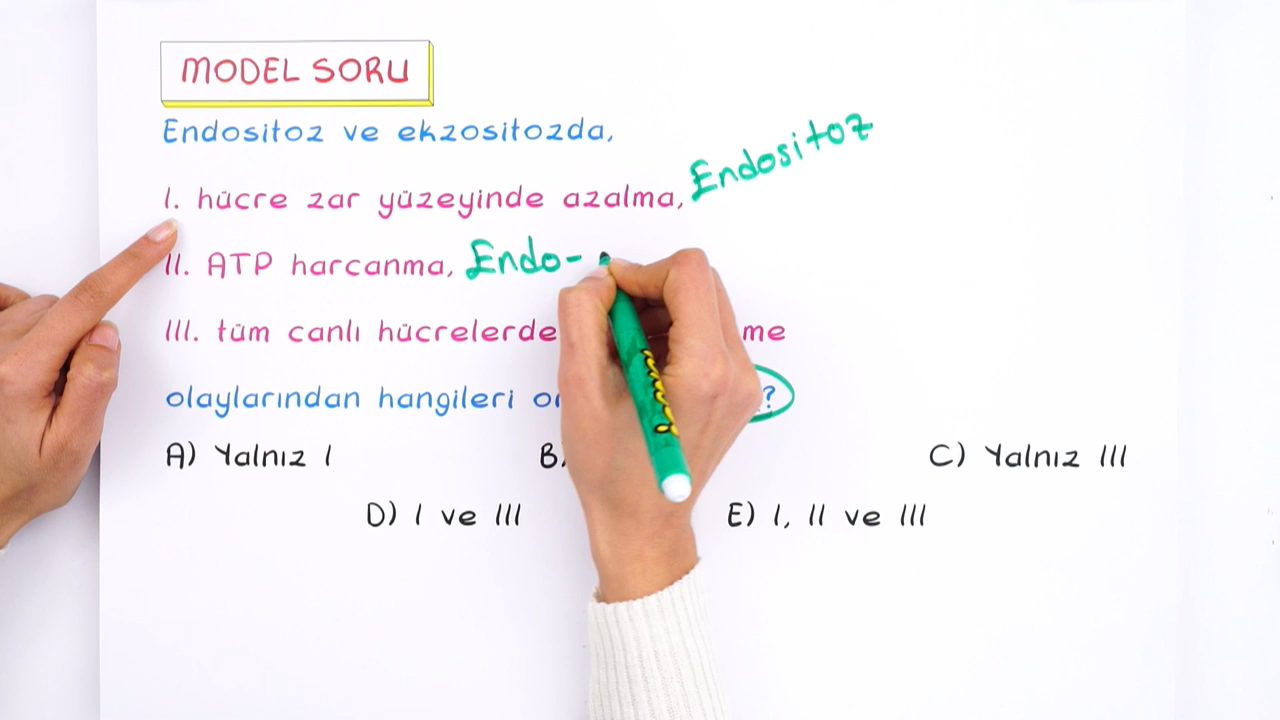 MODEL SORU
Endositoz ve ekzositozda,
I. hücre zar yüzeyinde azalma, Endositoz
II. ATP harcanma, Endo-
III. tüm canlı hücrelerde
olaylarından hangileri ?
A) Yalnız I
C) Yalnız III
D) I ve III
E) I, II ve III